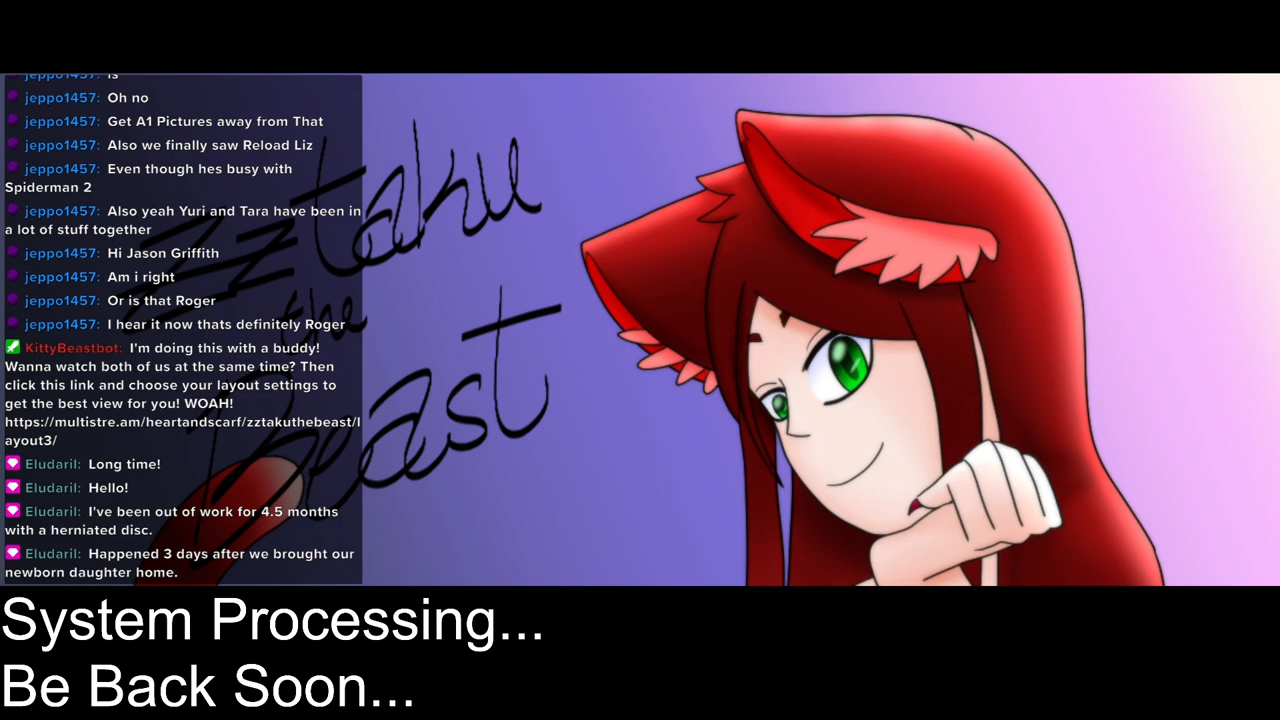 jeppo1457: is
jeppo1457: Oh no
jeppo1457: Get A1 Pictures away from That
jeppo1457: Also we finally saw Reload Liz
jeppo1457: Even though hes busy with
Spiderman 2
jeppo1457: Also yeah Yuri and Tara have been in
a lot of stuff together
jeppo1457: Hi Jason Griffith
jeppo1457: Am i right
jeppo1457: Or is that Roger
jeppo1457: I hear it now thats definitely Roger
KittyBeastbot: I'm doing this with a buddy!
Wanna watch both of us at the same time? Then
click this link and choose your layout settings to
get the best view for you! WOAH!
https://multistre.am/heartandscarf/zztakuthebeast/l
ayout3/
Eludaril: Long time!
Eludaril: Hello!
Eludaril: I've been out of work for 4.5 months
with a herniated disc.
Eludaril: Happened 3 days after we brought our
newborn daughter home.
zztaku
the
Beast
System Processing...
Be Back Soon...